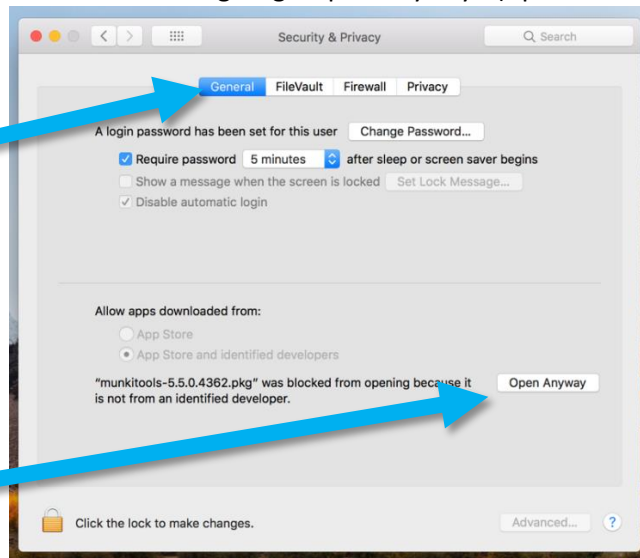 Security & Privacy
Search
General FileVault Firewall Privacy
A login password has been set for this user Change Password...
Require password 5 minutes after sleep or screen saver begins
Show a message when the screen is locked Set Lock Message...
Disable automatic login
Allow apps downloaded from:
App Store
App Store and identified developers
“munkitools-5.5.0.4362.pkg” was blocked from opening because it Open Anyway
is not from an identified developer.
Click the lock to make changes.
Advanced... ?